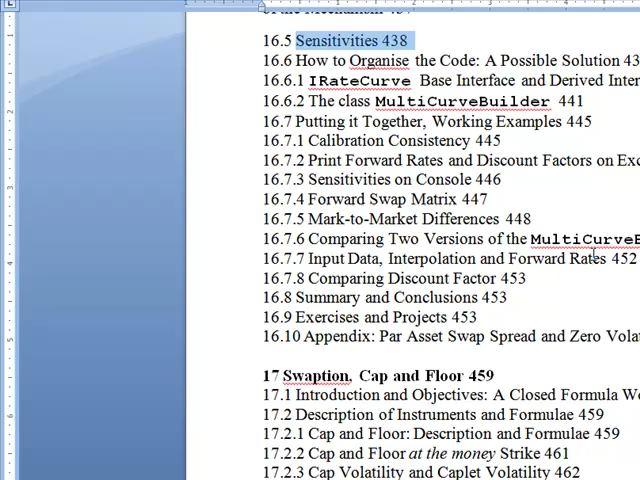 16.5 Sensitivities 438
16.6 How to Organise the Code: A Possible Solution 43
16.6.1 IRateCurve Base Interface and Derived Inter
16.6.2 The class MultiCurveBuilder 441
16.7 Putting it Together, Working Examples 445
16.7.1 Calibration Consistency 445
16.7.2 Print Forward Rates and Discount Factors on Exc
16.7.3 Sensitivities on Console 446
16.7.4 Forward Swap Matrix 447
16.7.5 Mark-to-Market Differences 448
16.7.6 Comparing Two Versions of the MultiCurveB
16.7.7 Input Data, Interpolation and Forward Rates 452
16.7.8 Comparing Discount Factor 453
16.8 Summary and Conclusions 453
16.9 Exercises and Projects 453
16.10 Appendix: Par Asset Swap Spread and Zero Volat
17 Swaption, Cap and Floor 459
17.1 Introduction and Objectives: A Closed Formula Wo
17.2 Description of Instruments and Formulae 459
17.2.1 Cap and Floor: Description and Formulae 459
17.2.2 Cap and Floor at the money Strike 461
17.2.3 Cap Volatility and Caplet Volatility 462